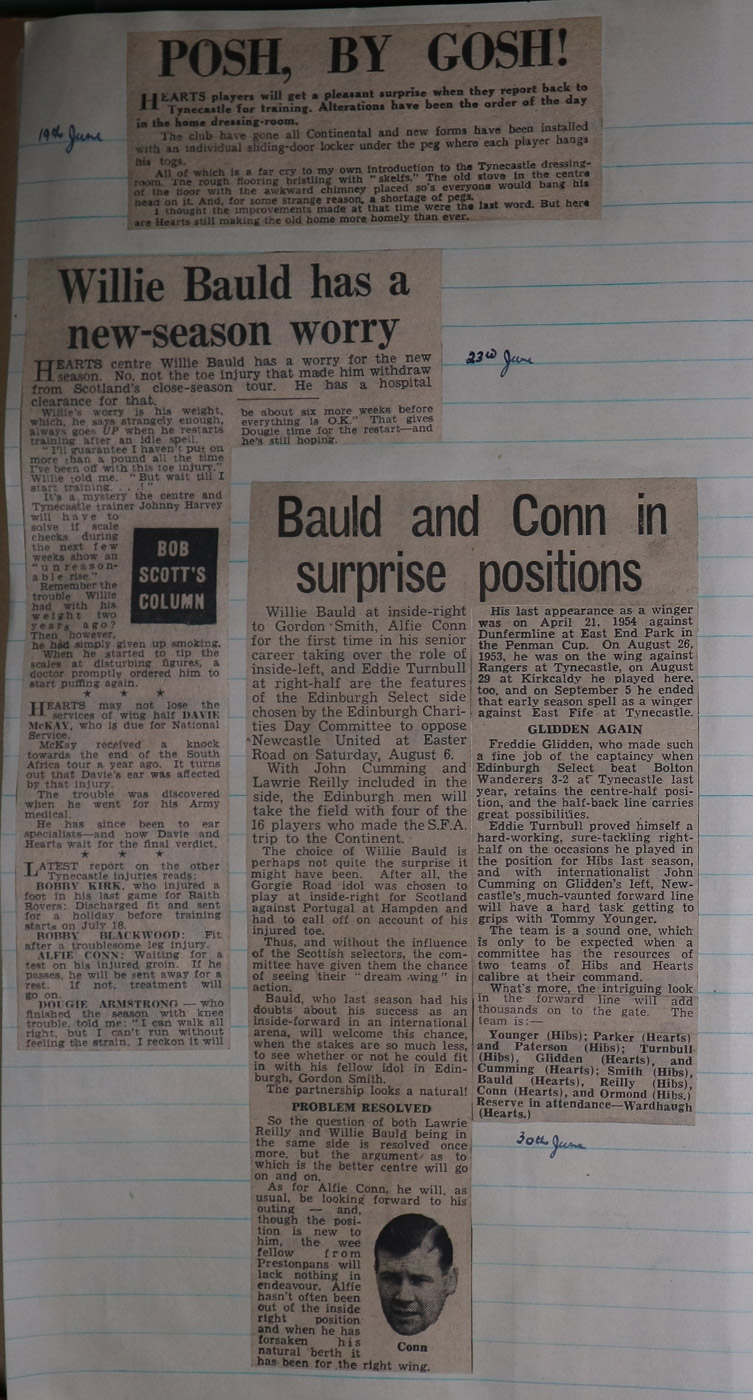 POSH, BY GOSH!
HEARTS players will get a pleasant surprise when they report back to
Tynecastle for training. Alterations have been the order of the day
in the home dressing-room.
The club have gone all Continental and new forms have been installed
with an individual sliding-door locker under the peg where each player hangs
his togs.
All of which is a far cry to my own introduction to the Tynecastle dressing-
room. The rough flooring bristling with "skelfs." The old stove in the centre
of the floor with the awkward chimney placed so's everyone would bang his
head on it. And, for some strange reason, a shortage of pegs.
I thought the improvements made at that time were the last word. But here
are Hearts still making the old home more homely than ever.
19th June
Willie Bauld has a
new-season worry
23rd June
HEARTS centre Willie Bauld has a worry for the new
season. No, not the toe injury that made him withdraw
from Scotland's close-season tour. He has a hospital
clearance for that.
Willie's worry is his weight,
which, he says strangely enough,
always goes UP when he restarts
training after an idle spell.
"I'll guarantee I haven't put on
more than a pound all the time
I've been off with this toe injury,"
Willie told me. "But wait till I
start training. . . .!"
It's a mystery the centre and
Tynecastle trainer Johnny Harvey
will have to
solve if scale
checks during
the next few
weeks show an
"unreason-
able rise."
Remember the
trouble Willie
had with his
weight two
years ago?
Then however,
he had simply given up smoking.
When he started to tip the
scales at disturbing figures, a
doctor promptly ordered him to
start puffing again.
BOB
SCOTT'S
COLUMN
★ ★ ★
HEARTS may not lose the
services of wing half DAVIE
McKAY, who is due for National
Service.
McKay received a knock
towards the end of the South
Africa tour a year ago. It turns
out that Davie's ear was affected
by that injury.
The trouble was discovered
when he went for his Army
medical.
He has since been to ear
specialists—and now Davie and
Hearts wait for the final verdict.
★ ★ ★
LATEST report on the other
Tynecastle injuries reads:
BOBBY KIRK, who injured a
foot in his last game for Raith
Rovers: Discharged fit and sent
for a holiday before training
starts on July 18.
BOBBY BLACKWOOD: Fit
after a troublesome leg injury.
ALFIE CONN: Waiting for a
test on his injured groin. If he
passes, he will be sent away for a
rest. If not, treatment will
go on.
DOUGIE ARMSTRONG — who
finished the season with knee
trouble, told me: "I can walk all
right, but I can't run without
feeling the strain. I reckon it will
be about six more weeks before
everything is O.K." That gives
Dougie time for the restart—and
he's still hoping.
Bauld and Conn in
surprise positions
Willie Bauld at inside-right
to Gordon Smith, Alfie Conn
for the first time in his senior
career taking over the role of
inside-left, and Eddie Turnbull
at right-half are the features
of the Edinburgh Select side
chosen by the Edinburgh Chari-
ties Day Committee to oppose
Newcastle United at Easter
Road on Saturday, August 6.
With John Cumming and
Lawrie Reilly included in the
side, the Edinburgh men will
take the field with four of the
16 players who made the S.F.A.
trip to the Continent.
The choice of Willie Bauld is
perhaps not quite the surprise it
might have been. After all, the
Gorgie Road idol was chosen to
play at inside-right for Scotland
against Portugal at Hampden and
had to call off on account of his
injured toe.
Thus, and without the influence
of the Scottish selectors, the com-
mittee have given them the chance
of seeing their "dream wing" in
action.
Bauld, who last season had his
doubts about his success as an
inside-forward in an international
arena, will welcome this chance,
when the stakes are so much less,
to see whether or not he could fit
in with his fellow idol in Edin-
burgh, Gordon Smith.
The partnership looks a natural!
PROBLEM RESOLVED
So the question of both Lawrie
Reilly and Willie Bauld being in
the same side is resolved once
more, but the argument as to
which is the better centre will go
on and on.
As for Alfie Conn, he will, as
usual, be looking forward to his
outing — and,
though the posi-
tion is new to
him, the wee
fellow from
Prestonpans will
lack nothing in
endeavour. Alfie
hasn't often been
out of the inside
right position
and when he has
forsaken his
natural berth it
has been for the right wing.
Conn
His last appearance as a winger
was on April 21, 1954 against
Dunfermline at East End Park in
the Penman Cup. On August 26,
1953, he was on the wing against
Rangers at Tynecastle, on August
29 at Kirkcaldy he played here,
too, and on September 5 he ended
that early season spell as a winger
against East Fife at Tynecastle.
GLIDDEN AGAIN
Freddie Glidden, who made such
a fine job of the captaincy when
Edinburgh Select beat Bolton
Wanderers 3-2 at Tynecastle last
year, retains the centre-half posi-
tion, and the half-back line carries
great possibilities.
Eddie Turnbull proved himself a
hard-working, sure-tackling right-
half on the occasions he played in
the position for Hibs last season,
and with internationalist John
Cumming on Glidden's left, New-
castle's much-vaunted forward line
will have a hard task getting to
grips with Tommy Younger.
The team is a sound one, which
is only to be expected when a
committee has the resources of
two teams of Hibs and Hearts
calibre at their command.
What's more, the intriguing look
in the forward line will add
thousands on to the gate. The
team is:—
Younger (Hibs); Parker (Hearts)
and Paterson (Hibs); Turnbull
(Hibs), Glidden (Hearts), and
Cumming (Hearts); Smith (Hibs),
Bauld (Hearts), Reilly (Hibs),
Conn (Hearts), and Ormond (Hibs.)
Reserve in attendance—Wardhaugh
(Hearts.)
30th June